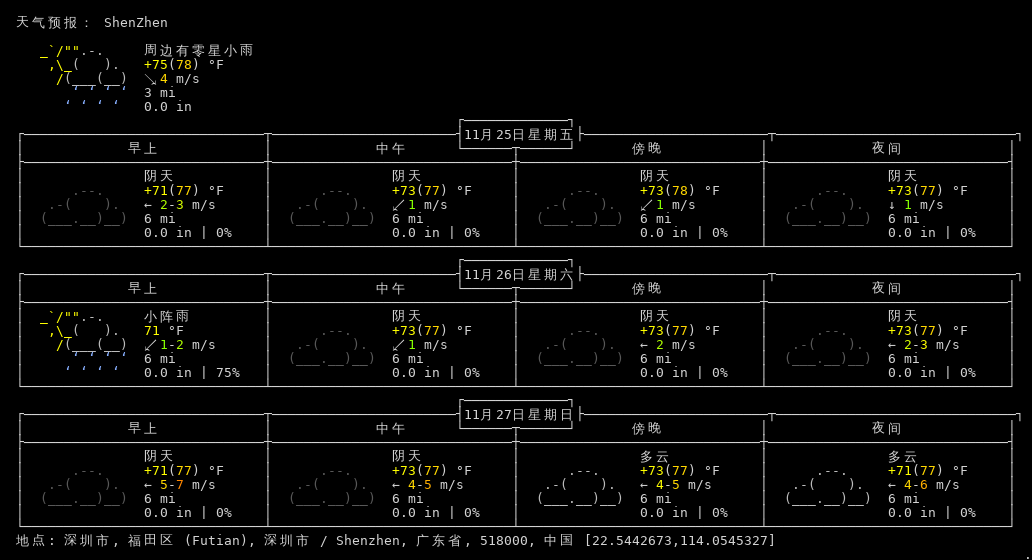 天气预报: ShenZhen
周边有零星小雨
+75(78) °F
↘ 4 m/s
3 mi
0.0 in
11月25日星期五
早上 中午 傍晚 夜间
阴天 阴天 阴天 阴天
+71(77) °F +73(77) °F +73(78) °F +73(77) °F
← 2-3 m/s ↙ 1 m/s ↙ 1 m/s ↓ 1 m/s
6 mi 6 mi 6 mi 6 mi
0.0 in | 0% 0.0 in | 0% 0.0 in | 0% 0.0 in | 0%
11月26日星期六
早上 中午 傍晚 夜间
小阵雨 阴天 阴天 阴天
71 °F +73(77) °F +73(77) °F +73(77) °F
↙ 1-2 m/s ↙ 1 m/s ← 2 m/s ← 2-3 m/s
6 mi 6 mi 6 mi 6 mi
0.0 in | 75% 0.0 in | 0% 0.0 in | 0% 0.0 in | 0%
11月27日星期日
早上 中午 傍晚 夜间
阴天 阴天 多云 多云
+71(77) °F +73(77) °F +73(77) °F +71(77) °F
← 5-7 m/s ← 4-5 m/s ← 4-5 m/s ← 4-6 m/s
6 mi 6 mi 6 mi 6 mi
0.0 in | 0% 0.0 in | 0% 0.0 in | 0% 0.0 in | 0%
地点: 深圳市, 福田区 (Futian), 深圳市 / Shenzhen, 广东省, 518000, 中国 [22.5442673,114.0545327]